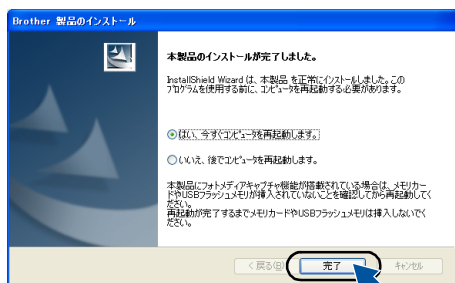 Brother 製品のインストール
本製品のインストールが完了しました。
InstallShield Wizard は、本製品 を正常にインストールしました。この
プログラムを使用する前に、コンピュータを再起動する必要があります。
はい、今すぐコンピュータを再起動します。
いいえ、後でコンピュータを再起動します。
本製品にフォトメディアキャプチャ機能が搭載されている場合は、メモリカー
ドやUSBフラッシュメモリが挿入されていないことを確認してから再起動してく
ださい。
再起動が完了するまでメモリカードやUSBフラッシュメモリは挿入しないでく
ださい。
< 戻る(B) 完了 キャンセル